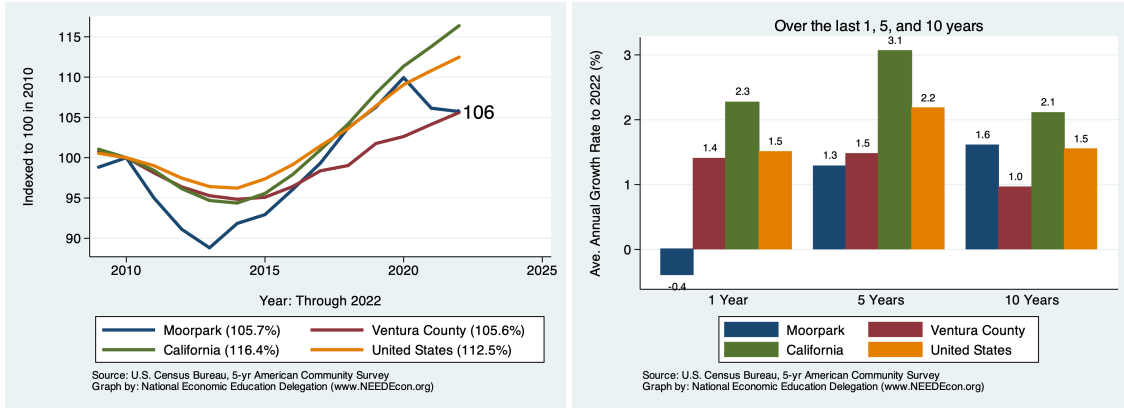 Indexed to 100 in 2010
115
110
105
100
95
90
106
2010
2015
2020
2025
Year: Through 2022
Moorpark (105.7%)
Ventura County (105.6%)
California (116.4%)
United States (112.5%)
Source: U.S. Census Bureau, 5-yr American Community Survey
Graph by: National Economic Education Delegation (www.NEEDEcon.org)
Over the last 1, 5, and 10 years
Ave. Annual Growth Rate to 2022 (%)
3
2
1
0
-0.4
1.4
2.3
1.5
1.3
1.5
3.1
2.2
1.6
1.0
2.1
1.5
1 Year
5 Years
10 Years
Moorpark
Ventura County
California
United States
Source: U.S. Census Bureau, 5-yr American Community Survey
Graph by: National Economic Education Delegation (www.NEEDEcon.org)